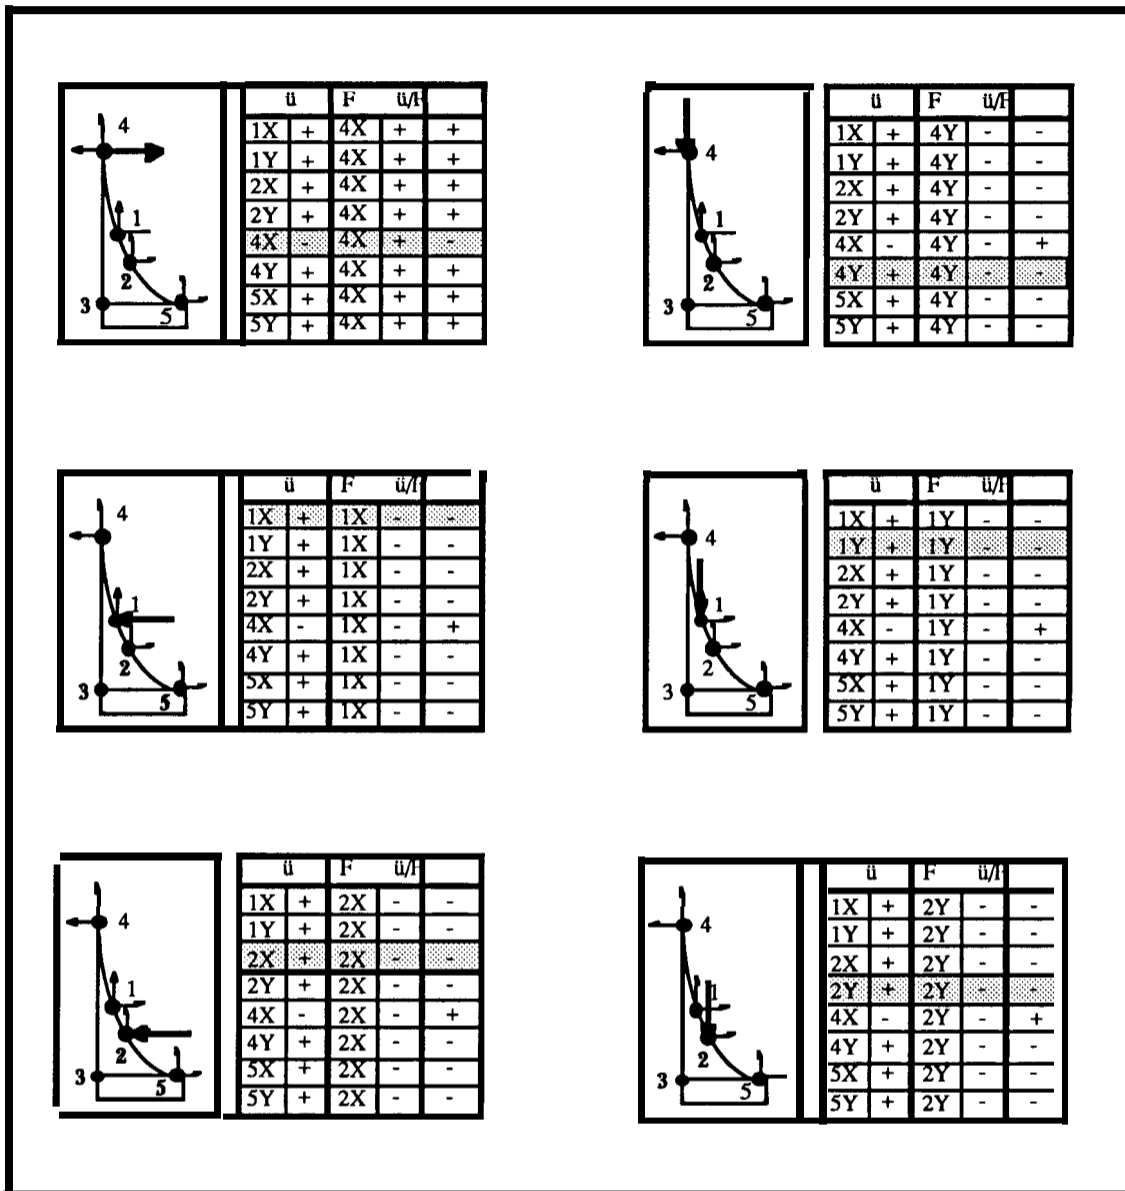 4
1
2
3
5
ü F ü/F
1X + 4X + +
1Y + 4X + +
2X + 4X + +
2Y + 4X + +
4X - 4X + -
4Y + 4X + +
5X + 4X + +
5Y + 4X + +
4
1
2
3
5
ü F ü/F
1X + 4Y - -
1Y + 4Y - -
2X + 4Y - -
2Y + 4Y - -
4X - 4Y - +
4Y + 4Y - -
5X + 4Y - -
5Y + 4Y - -
4
1
2
3
5
ü F ü/F
1X + 1X - -
1Y + 1X - -
2X + 1X - -
2Y + 1X - -
4X - 1X - +
4Y + 1X - -
5X + 1X - -
5Y + 1X - -
4
1
2
3
5
ü F ü/F
1X + 1Y - -
1Y + 1Y - -
2X + 1Y - -
2Y + 1Y - -
4X - 1Y - +
4Y + 1Y - -
5X + 1Y - -
5Y + 1Y - -
4
1
2
3
5
ü F ü/F
1X + 2X - -
1Y + 2X - -
2X + 2X - -
2Y + 2X - -
4X - 2X - +
4Y + 2X - -
5X + 2X - -
5Y + 2X - -
4
1
2
3
5
ü F ü/F
1X + 2Y - -
1Y + 2Y - -
2X + 2Y - -
2Y + 2Y - -
4X - 2Y - +
4Y + 2Y - -
5X + 2Y - -
5Y + 2Y - -